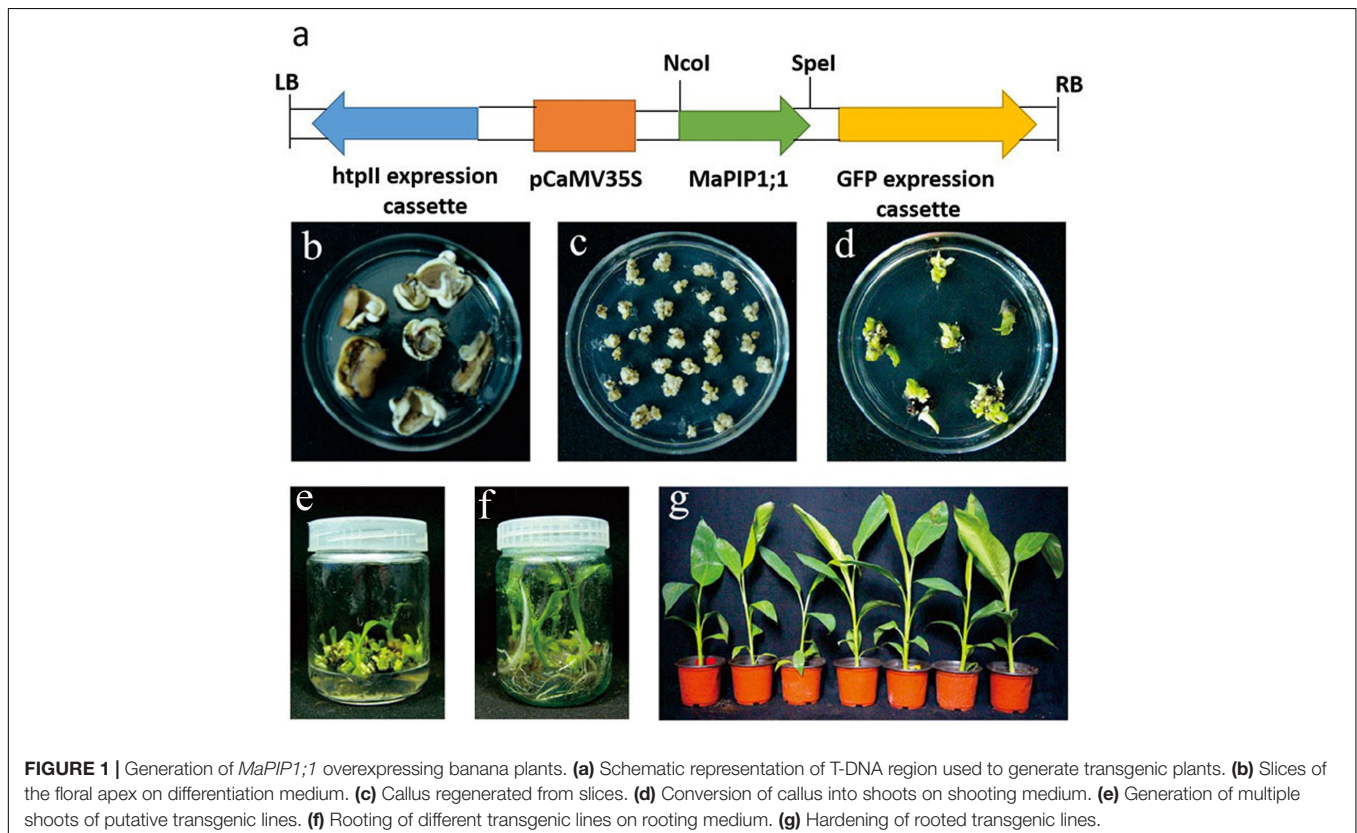 a
NcoI SpeI
LB RB
htpII expression cassette
pCaMV35S
MaPIP1;1
GFP expression cassette
b
c
d
e
f
g
FIGURE 1 | Generation of MaPIP1;1 overexpressing banana plants. (a) Schematic representation of T-DNA region used to generate transgenic plants. (b) Slices of
the floral apex on differentiation medium. (c) Callus regenerated from slices. (d) Conversion of callus into shoots on shooting medium. (e) Generation of multiple
shoots of putative transgenic lines. (f) Rooting of different transgenic lines on rooting medium. (g) Hardening of rooted transgenic lines.